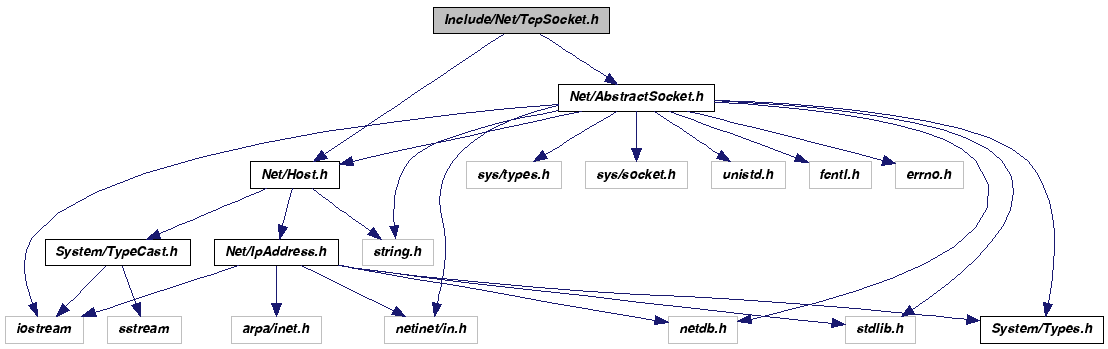 Include/Net/TcpSocket.h
Net/AbstractSocket.h
Net/Host.h
sys/types.h
sys/socket.h
unistd.h
fcntl.h
errno.h
System/TypeCast.h
Net/IpAddress.h
string.h
iostream
sstream
arpa/inet.h
netinet/in.h
netdb.h
stdlib.h
System/Types.h